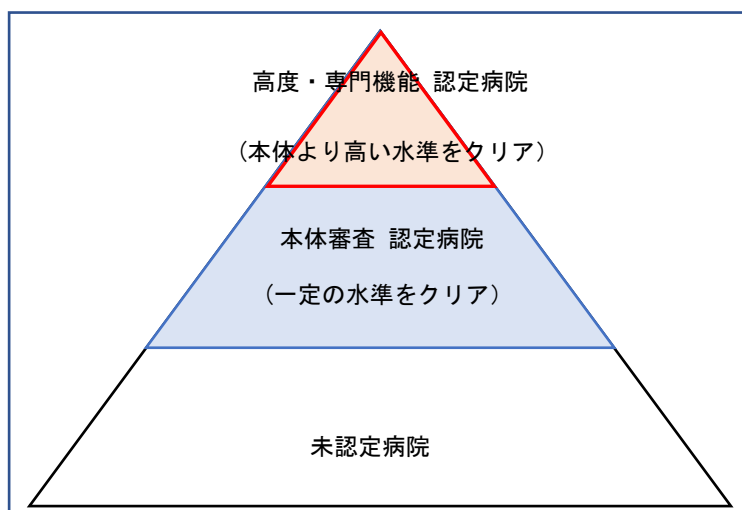 高度・専門機能 認定病院
（本体より高い水準をクリア）
本体審査 認定病院
（一定の水準をクリア）
未認定病院